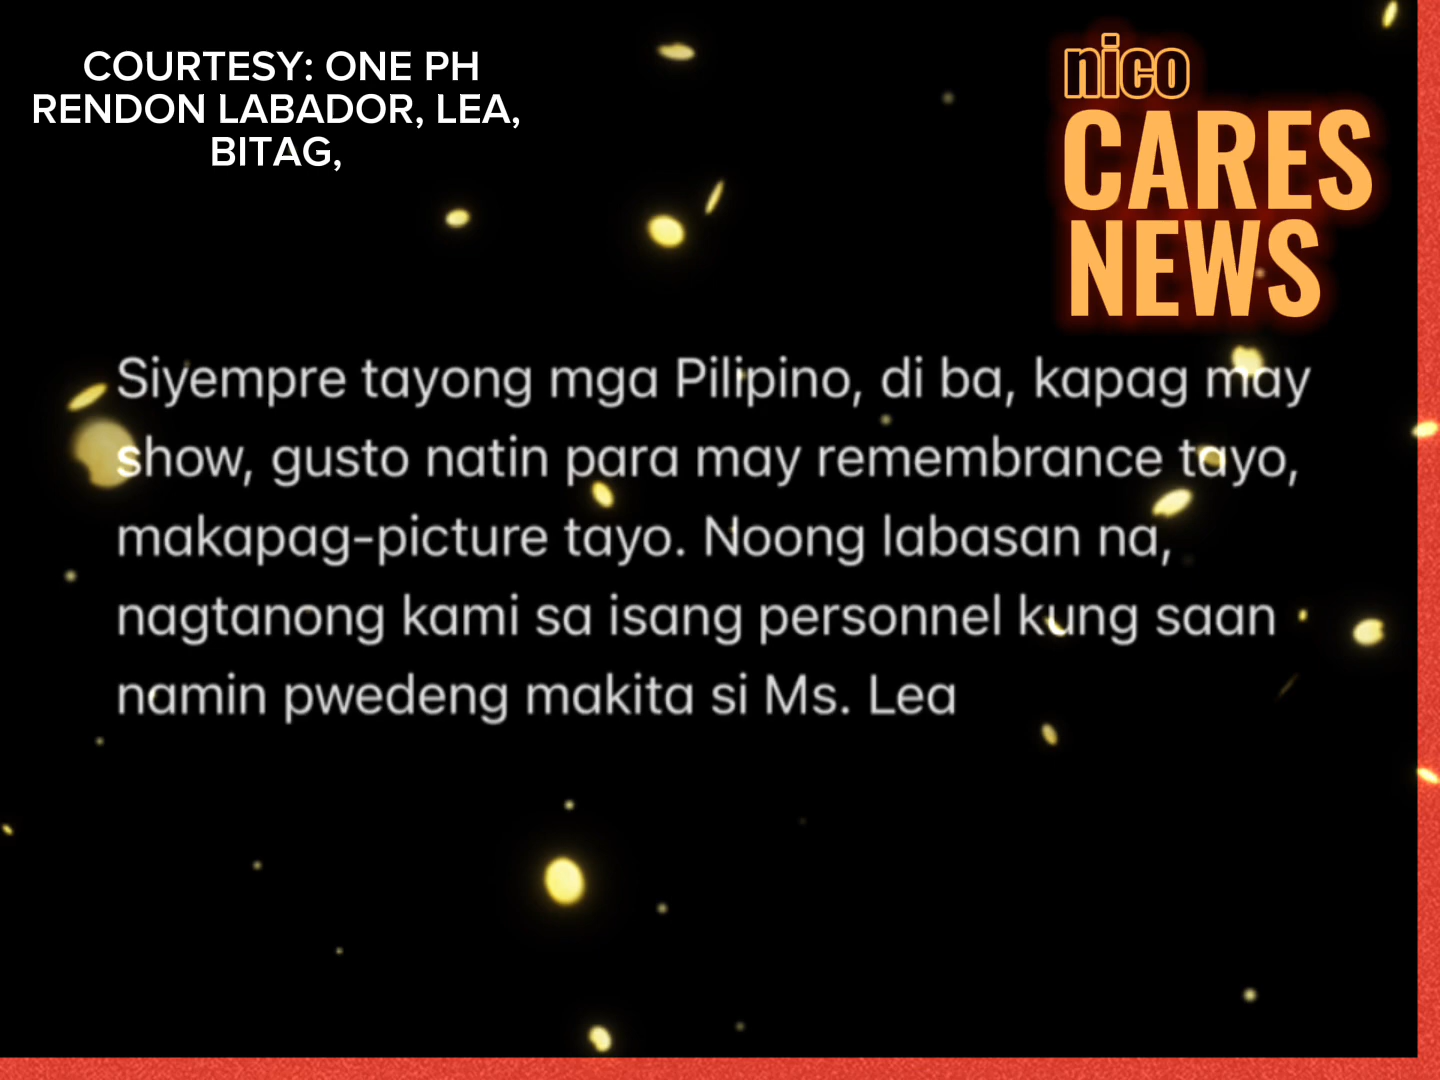 COURTESY: ONE PH
RENDON LABADOR, LEA,
BITAG,
nico
CARES
NEWS
Siyempre tayong mga Pilipino, di ba, kapag may
show, gusto natin para may remembrance tayo,
makapag-picture tayo. Noong labasan na,
nagtanong kami sa isang personnel kung saan
namin pwedeng makita si Ms. Lea